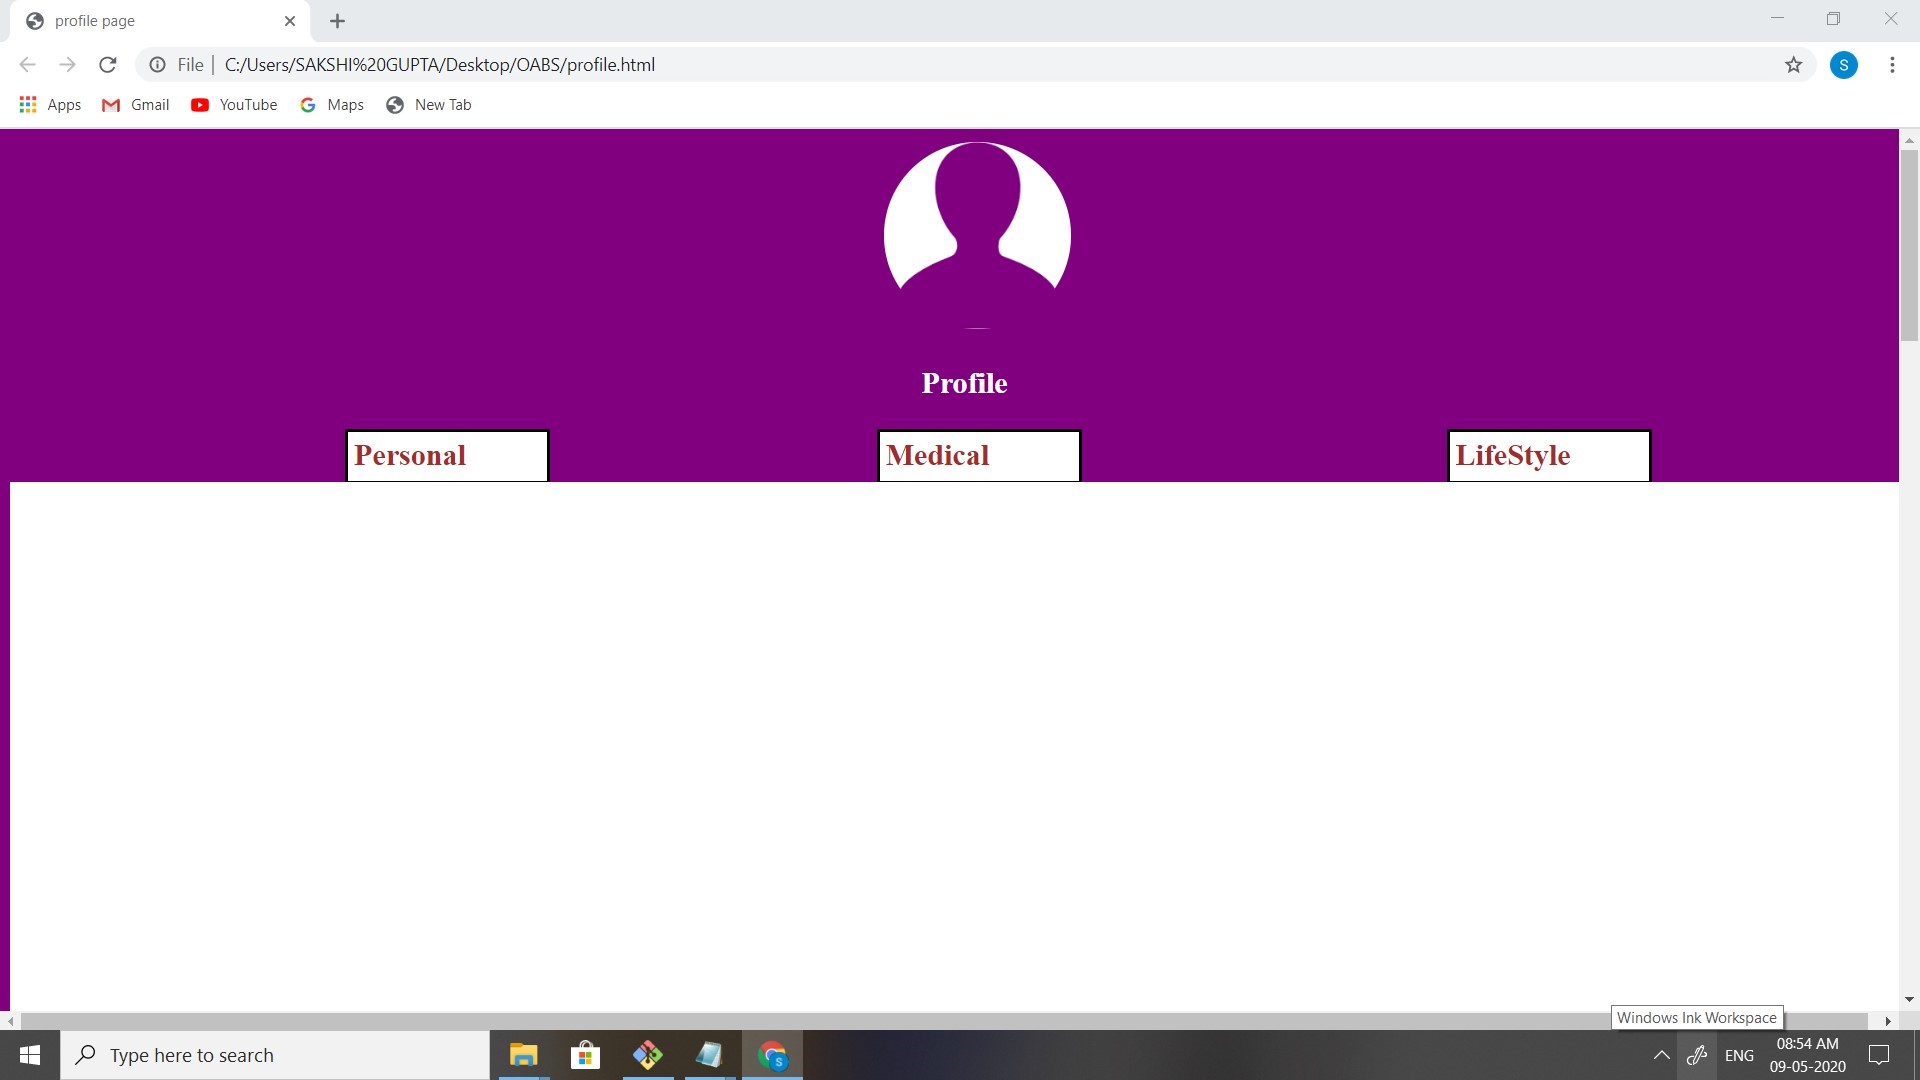 profile page
File | C:/Users/SAKSHI%20GUPTA/Desktop/OABS/profile.html
S
Apps Gmail YouTube Maps New Tab
Profile
Personal Medical LifeStyle
Windows Ink Workspace
Type here to search
S
ENG
08:54 AM
09-05-2020